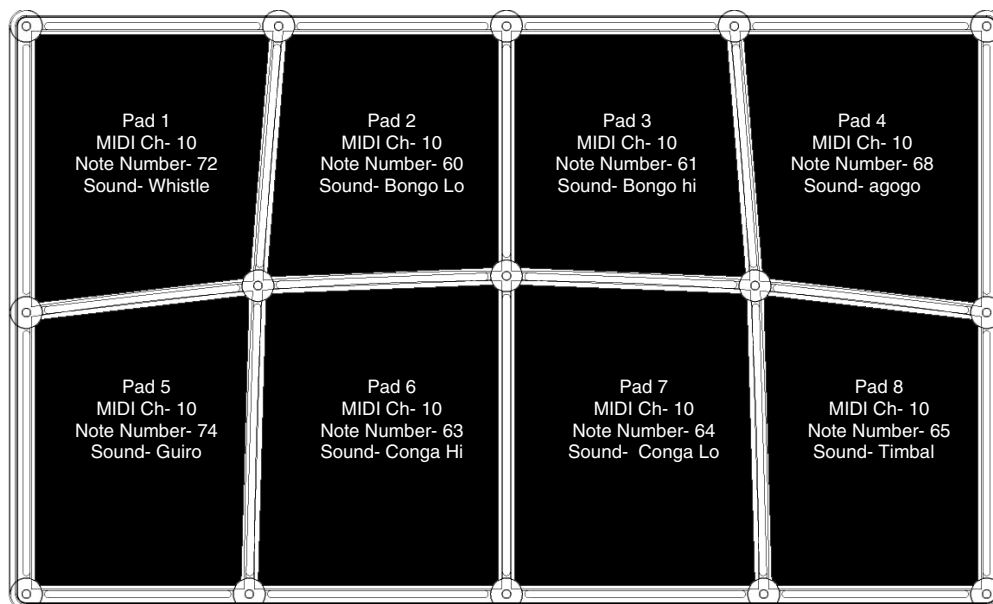 Pad 1
MIDI Ch- 10
Note Number- 72
Sound- Whistle
Pad 2
MIDI Ch- 10
Note Number- 60
Sound- Bongo Lo
Pad 3
MIDI Ch- 10
Note Number- 61
Sound- Bongo hi
Pad 4
MIDI Ch- 10
Note Number- 68
Sound- agogo
Pad 5
MIDI Ch- 10
Note Number- 74
Sound- Guiro
Pad 6
MIDI Ch- 10
Note Number- 63
Sound- Conga Hi
Pad 7
MIDI Ch- 10
Note Number- 64
Sound-  Conga Lo
Pad 8
MIDI Ch- 10
Note Number- 65
Sound- Timbal